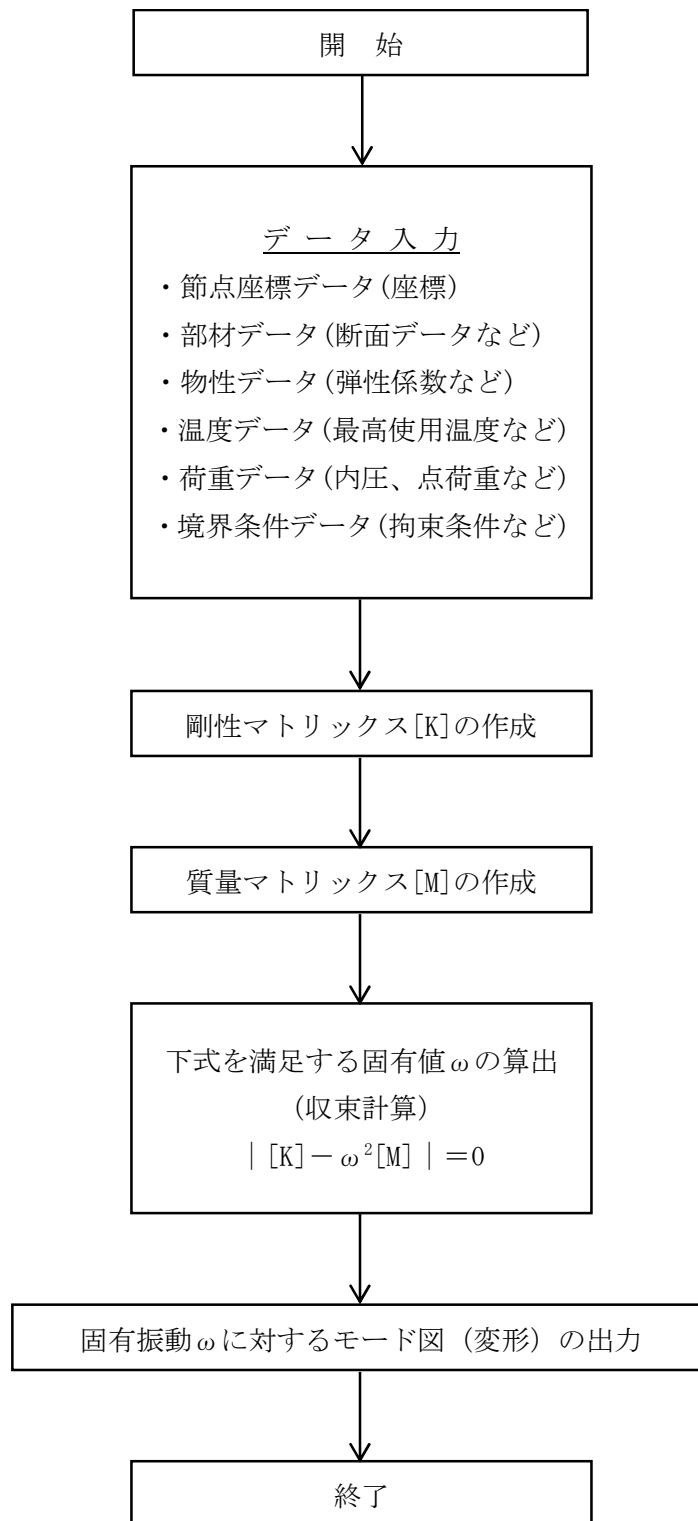 開　始
デ ー タ 入 力
・節点座標データ(座標)
・部材データ(断面データなど)
・物性データ(弾性係数など)
・温度データ(最高使用温度など)
・荷重データ(内圧、点荷重など)
・境界条件データ(拘束条件など)
剛性マトリックス[K]の作成
質量マトリックス[M]の作成
下式を満足する固有値ωの算出
(収束計算)
｜[K]－ω²[M]｜＝0
固有振動ωに対するモード図（変形）の出力
終了